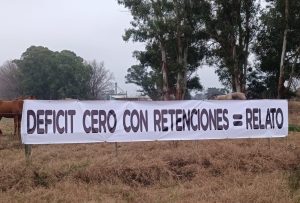 DEFICIT CERO CON RETENCIONES = RELATO